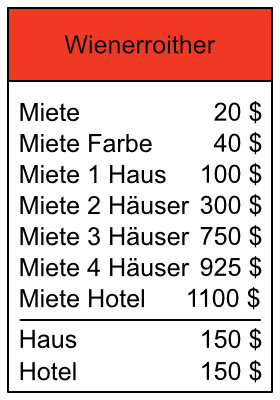 Wienerroither
Miete 20 $
Miete Farbe 40 $
Miete 1 Haus 100 $
Miete 2 Häuser 300 $
Miete 3 Häuser 750 $
Miete 4 Häuser 925 $
Miete Hotel 1100 $
Haus 150 $
Hotel 150 $